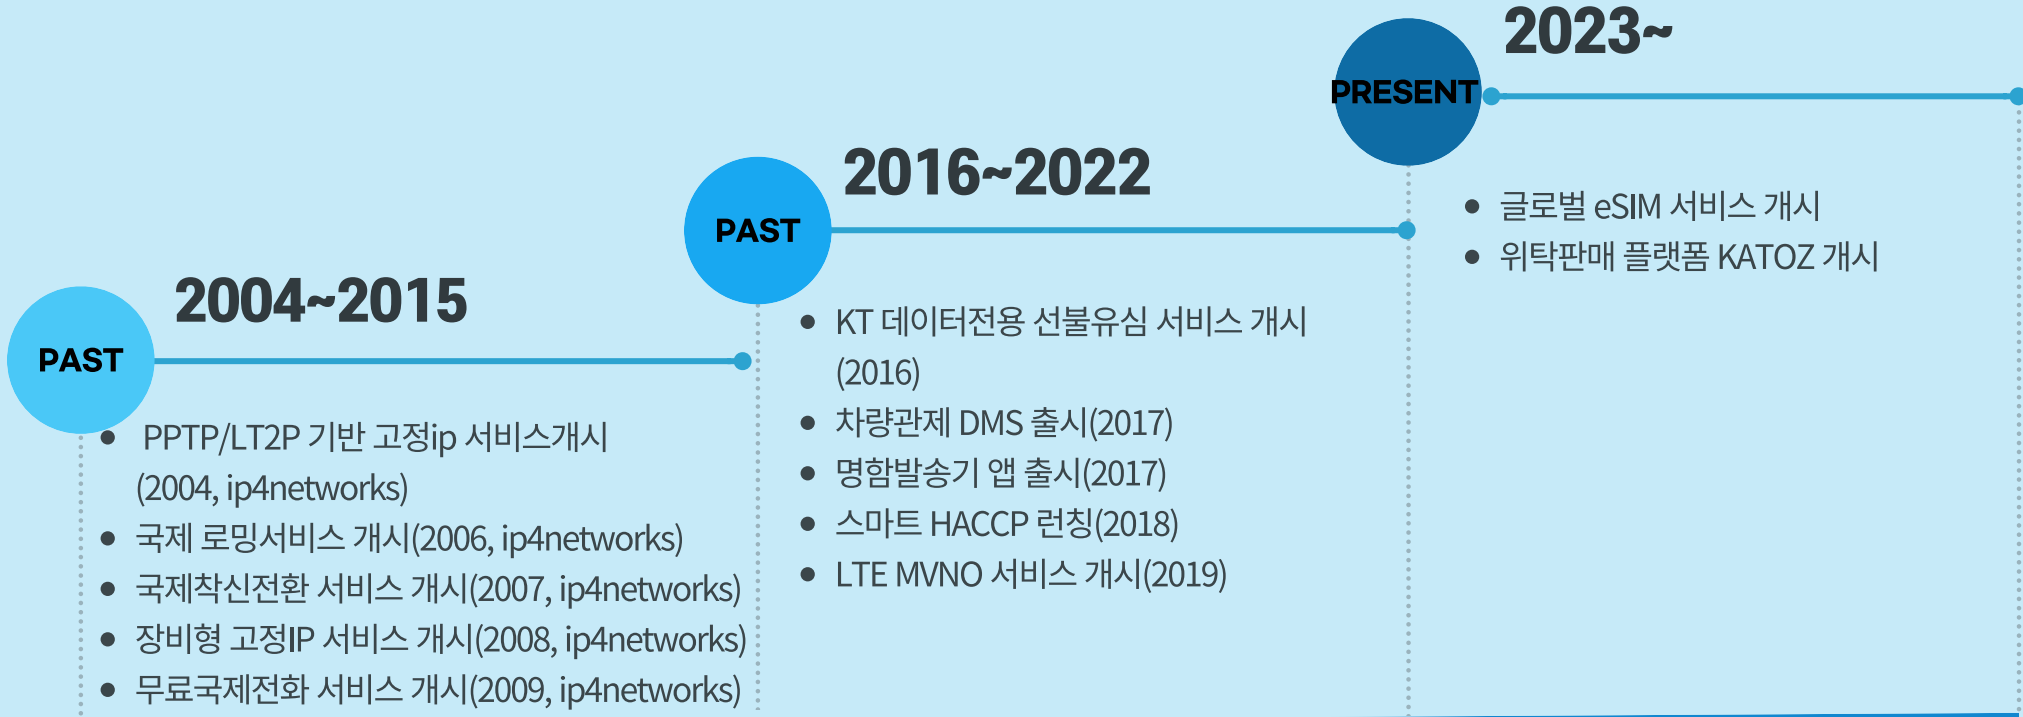 PAST
2004~2015
● PPTP/LT2P 기반 고정ip 서비스개시
(2004, ip4networks)
● 국제 로밍서비스 개시(2006, ip4networks)
● 국제착신전환 서비스 개시(2007, ip4networks)
● 장비형 고정IP 서비스 개시(2008, ip4networks)
● 무료국제전화 서비스 개시(2009, ip4networks)
PAST
2016~2022
● KT 데이터전용 선불유심 서비스 개시
(2016)
● 차량관제 DMS 출시(2017)
● 명함발송기 앱 출시(2017)
● 스마트 HACCP 런칭(2018)
● LTE MVNO 서비스 개시(2019)
PRESENT
2023~
● 글로벌 eSIM 서비스 개시
● 위탁판매 플랫폼 KATOZ 개시